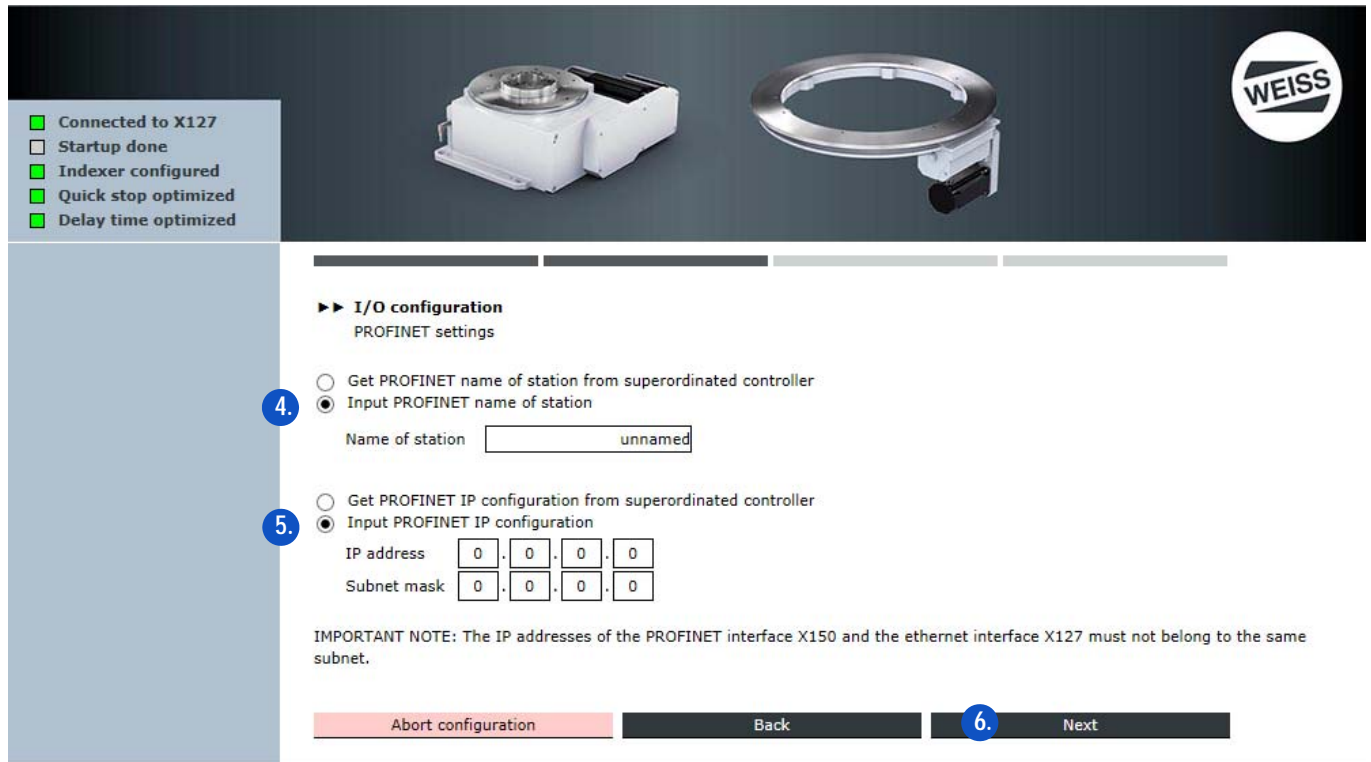 WEISS
Connected to X127
Startup done
Indexer configured
Quick stop optimized
Delay time optimized
►► I/O configuration
PROFINET settings
Get PROFINET name of station from superordinated controller
4. Input PROFINET name of station
Name of station unnamed
Get PROFINET IP configuration from superordinated controller
5. Input PROFINET IP configuration
IP address 0 . 0 . 0 . 0
Subnet mask 0 . 0 . 0 . 0
IMPORTANT NOTE: The IP addresses of the PROFINET interface X150 and the ethernet interface X127 must not belong to the same
subnet.
Abort configuration Back 6. Next